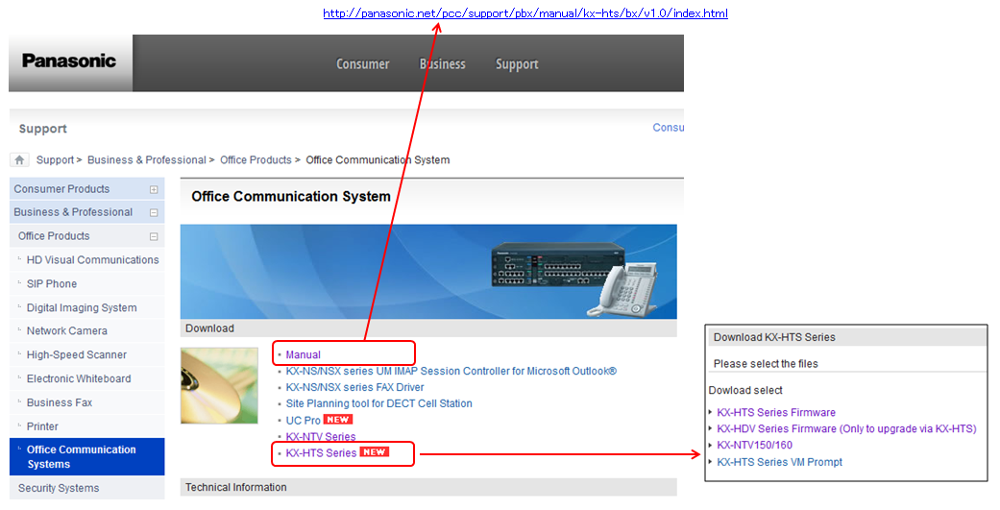 http://panasonic.net/pcc/support/pbx/manual/kx-hts/bx/v1.0/index.html
Panasonic
Consumer Business Support
Support
Consu
Support > Business & Professional > Office Products > Office Communication System
Consumer Products
Business & Professional
Office Products
HD Visual Communications
SIP Phone
Digital Imaging System
Network Camera
High-Speed Scanner
Electronic Whiteboard
Business Fax
Printer
Office Communication
Systems
Security Systems
Office Communication System
Download
Manual
KX-NS/NSX series UM IMAP Session Controller for Microsoft Outlook®
KX-NS/NSX series FAX Driver
Site Planning tool for DECT Cell Station
UC Pro NEW
KX-NTV Series
KX-HTS Series NEW
Technical Information
Download KX-HTS Series
Please select the files
Dowload select
KX-HTS Series Firmware
KX-HDV Series Firmware (Only to upgrade via KX-HTS)
KX-NTV150/160
KX-HTS Series VM Prompt